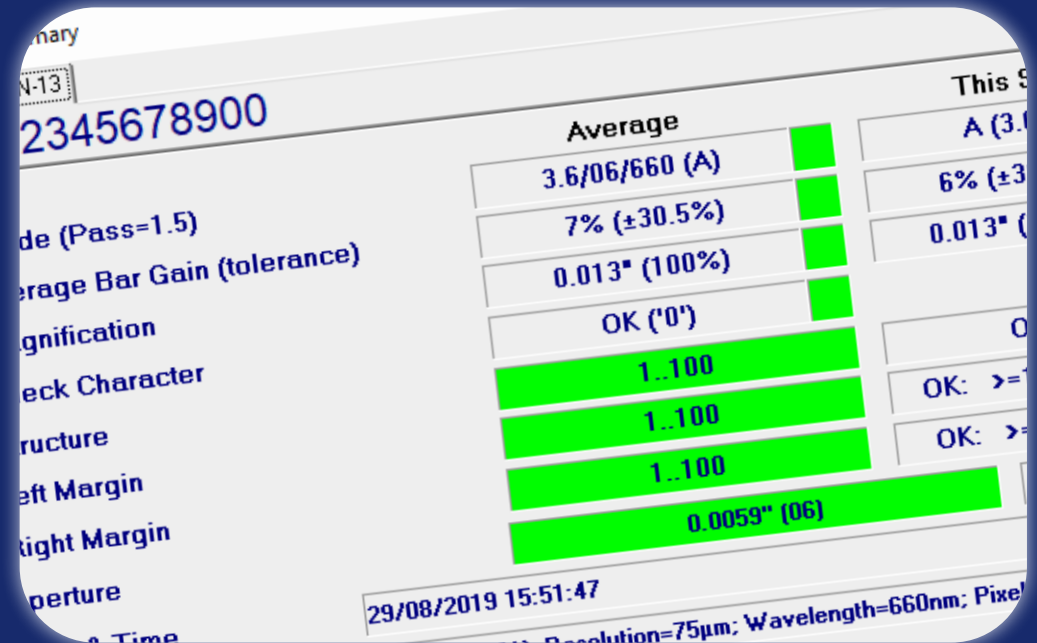 mary
N-13
2345678900
Average
This S
de (Pass=1.5) 3.6/06/660 (A) A (3.
erage Bar Gain (tolerance) 7% (±30.5%) 6% (±3
gnification 0.013" (100%) 0.013" (
eck Character OK ('0')
ructure 1..100 O
eft Margin 1..100 OK: >=
Right Margin 1..100 OK: >=
perture 0.0059" (06)
& Time 29/08/2019 15:51:47
Resolution=75µm; Wavelength=660nm; Pixel